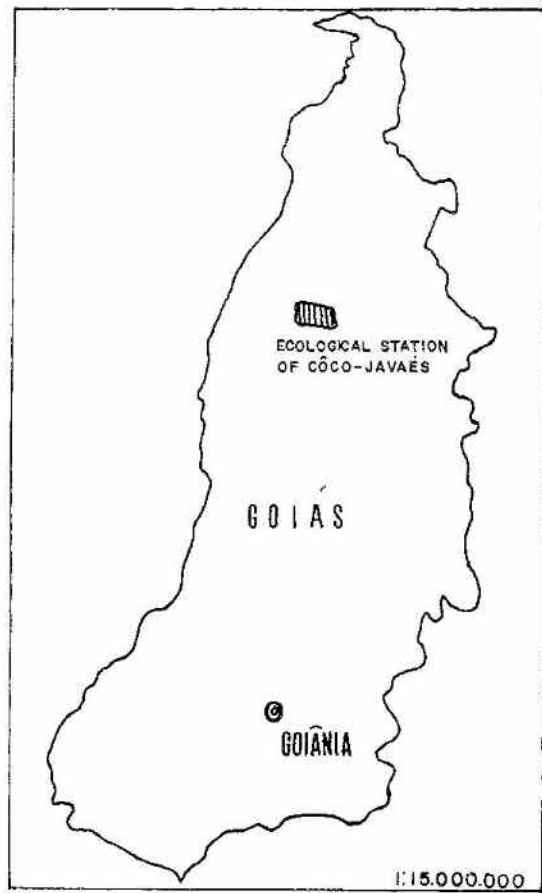 ECOLOGICAL STATION
OF CÔCO-JAVAÉS
GOIÁS
GOIÂNIA
1:15.000.000